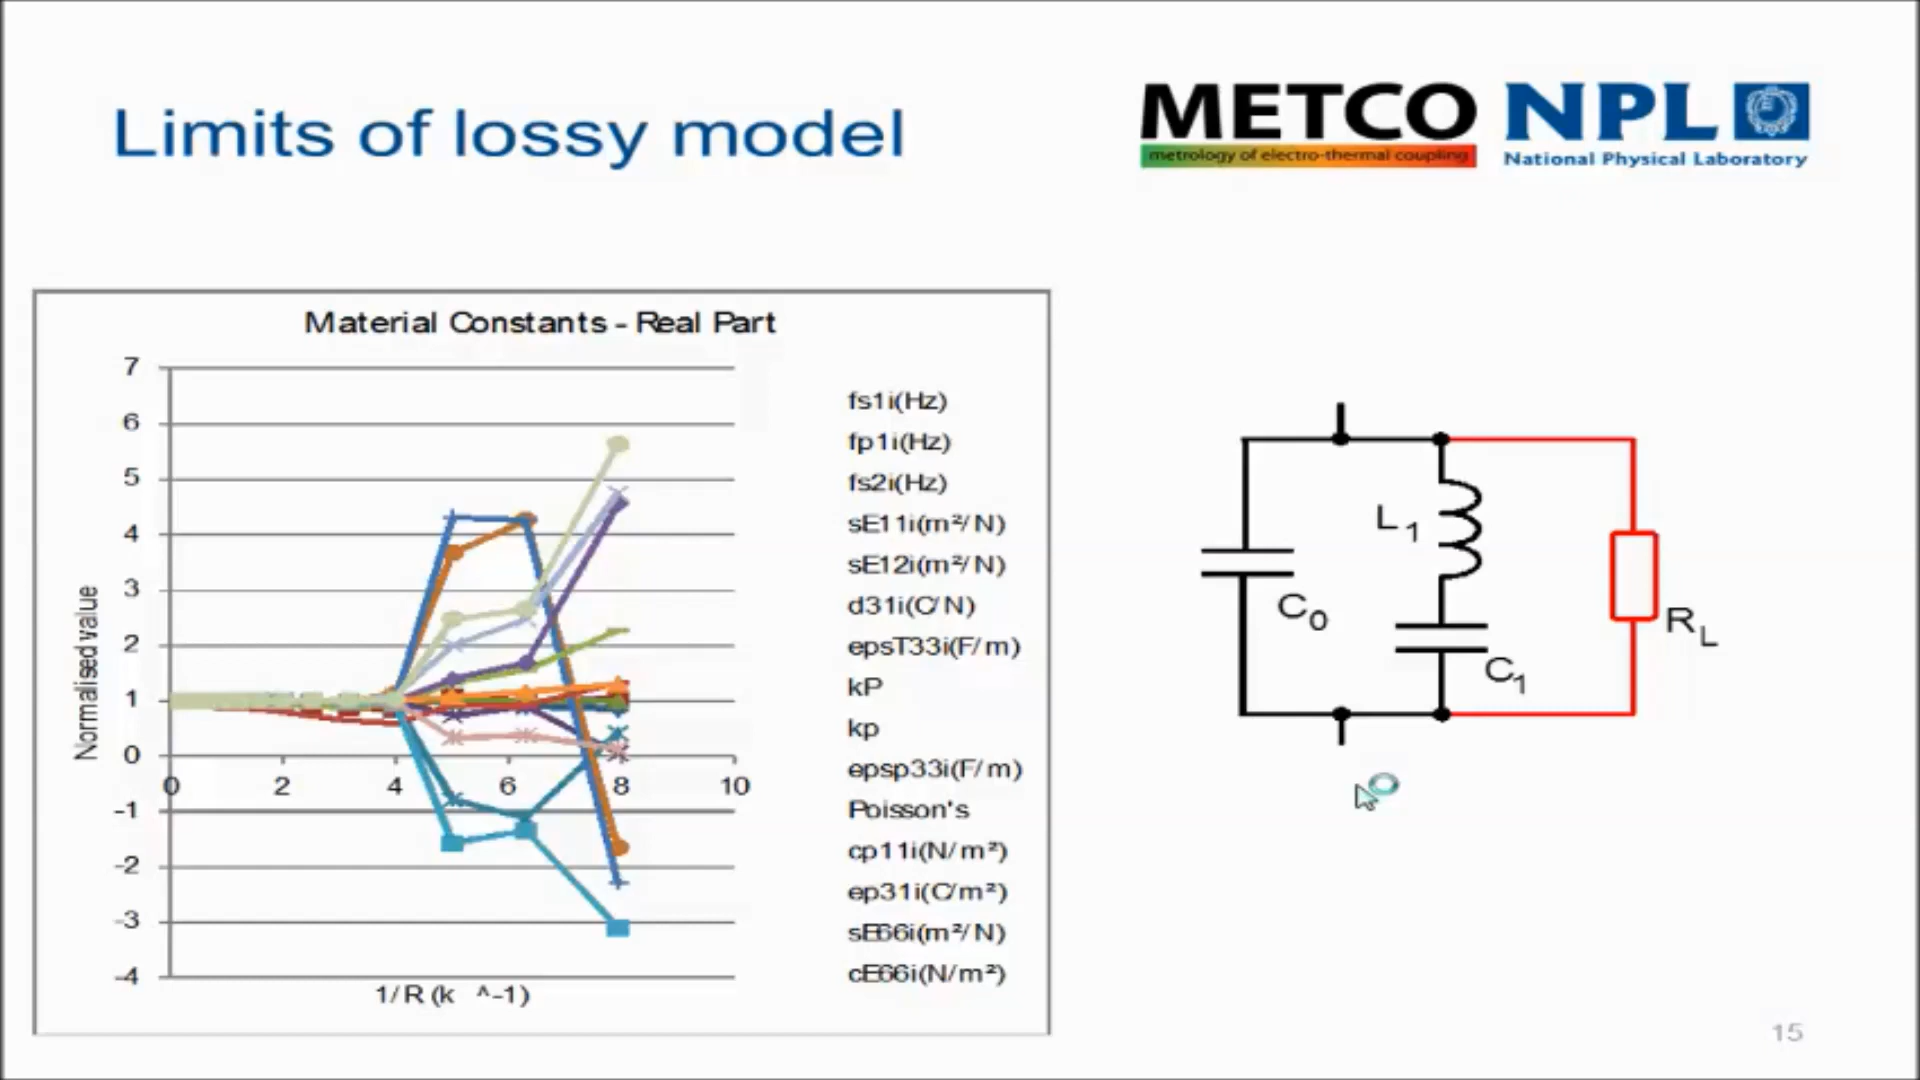 Limits of lossy model
METCO
metrology of electro-thermal coupling
NPL
National Physical Laboratory
Material Constants - Real Part
7
6
5
4
3
2
1
0
-1
-2
-3
-4
Normalised value
0 2 4 6 8 10
1/R (k ^-1)
fs1i(Hz)
fp1i(Hz)
fs2i(Hz)
sE11i(m²/N)
sE12i(m²/N)
d31i(C/N)
epsT33i(F/m)
kP
kp
epsp33i(F/m)
Poisson's
cp11i(N/m²)
ep31i(C/m²)
sE66i(m²/N)
cE66i(N/m²)
L1
C0
RL
C1
15